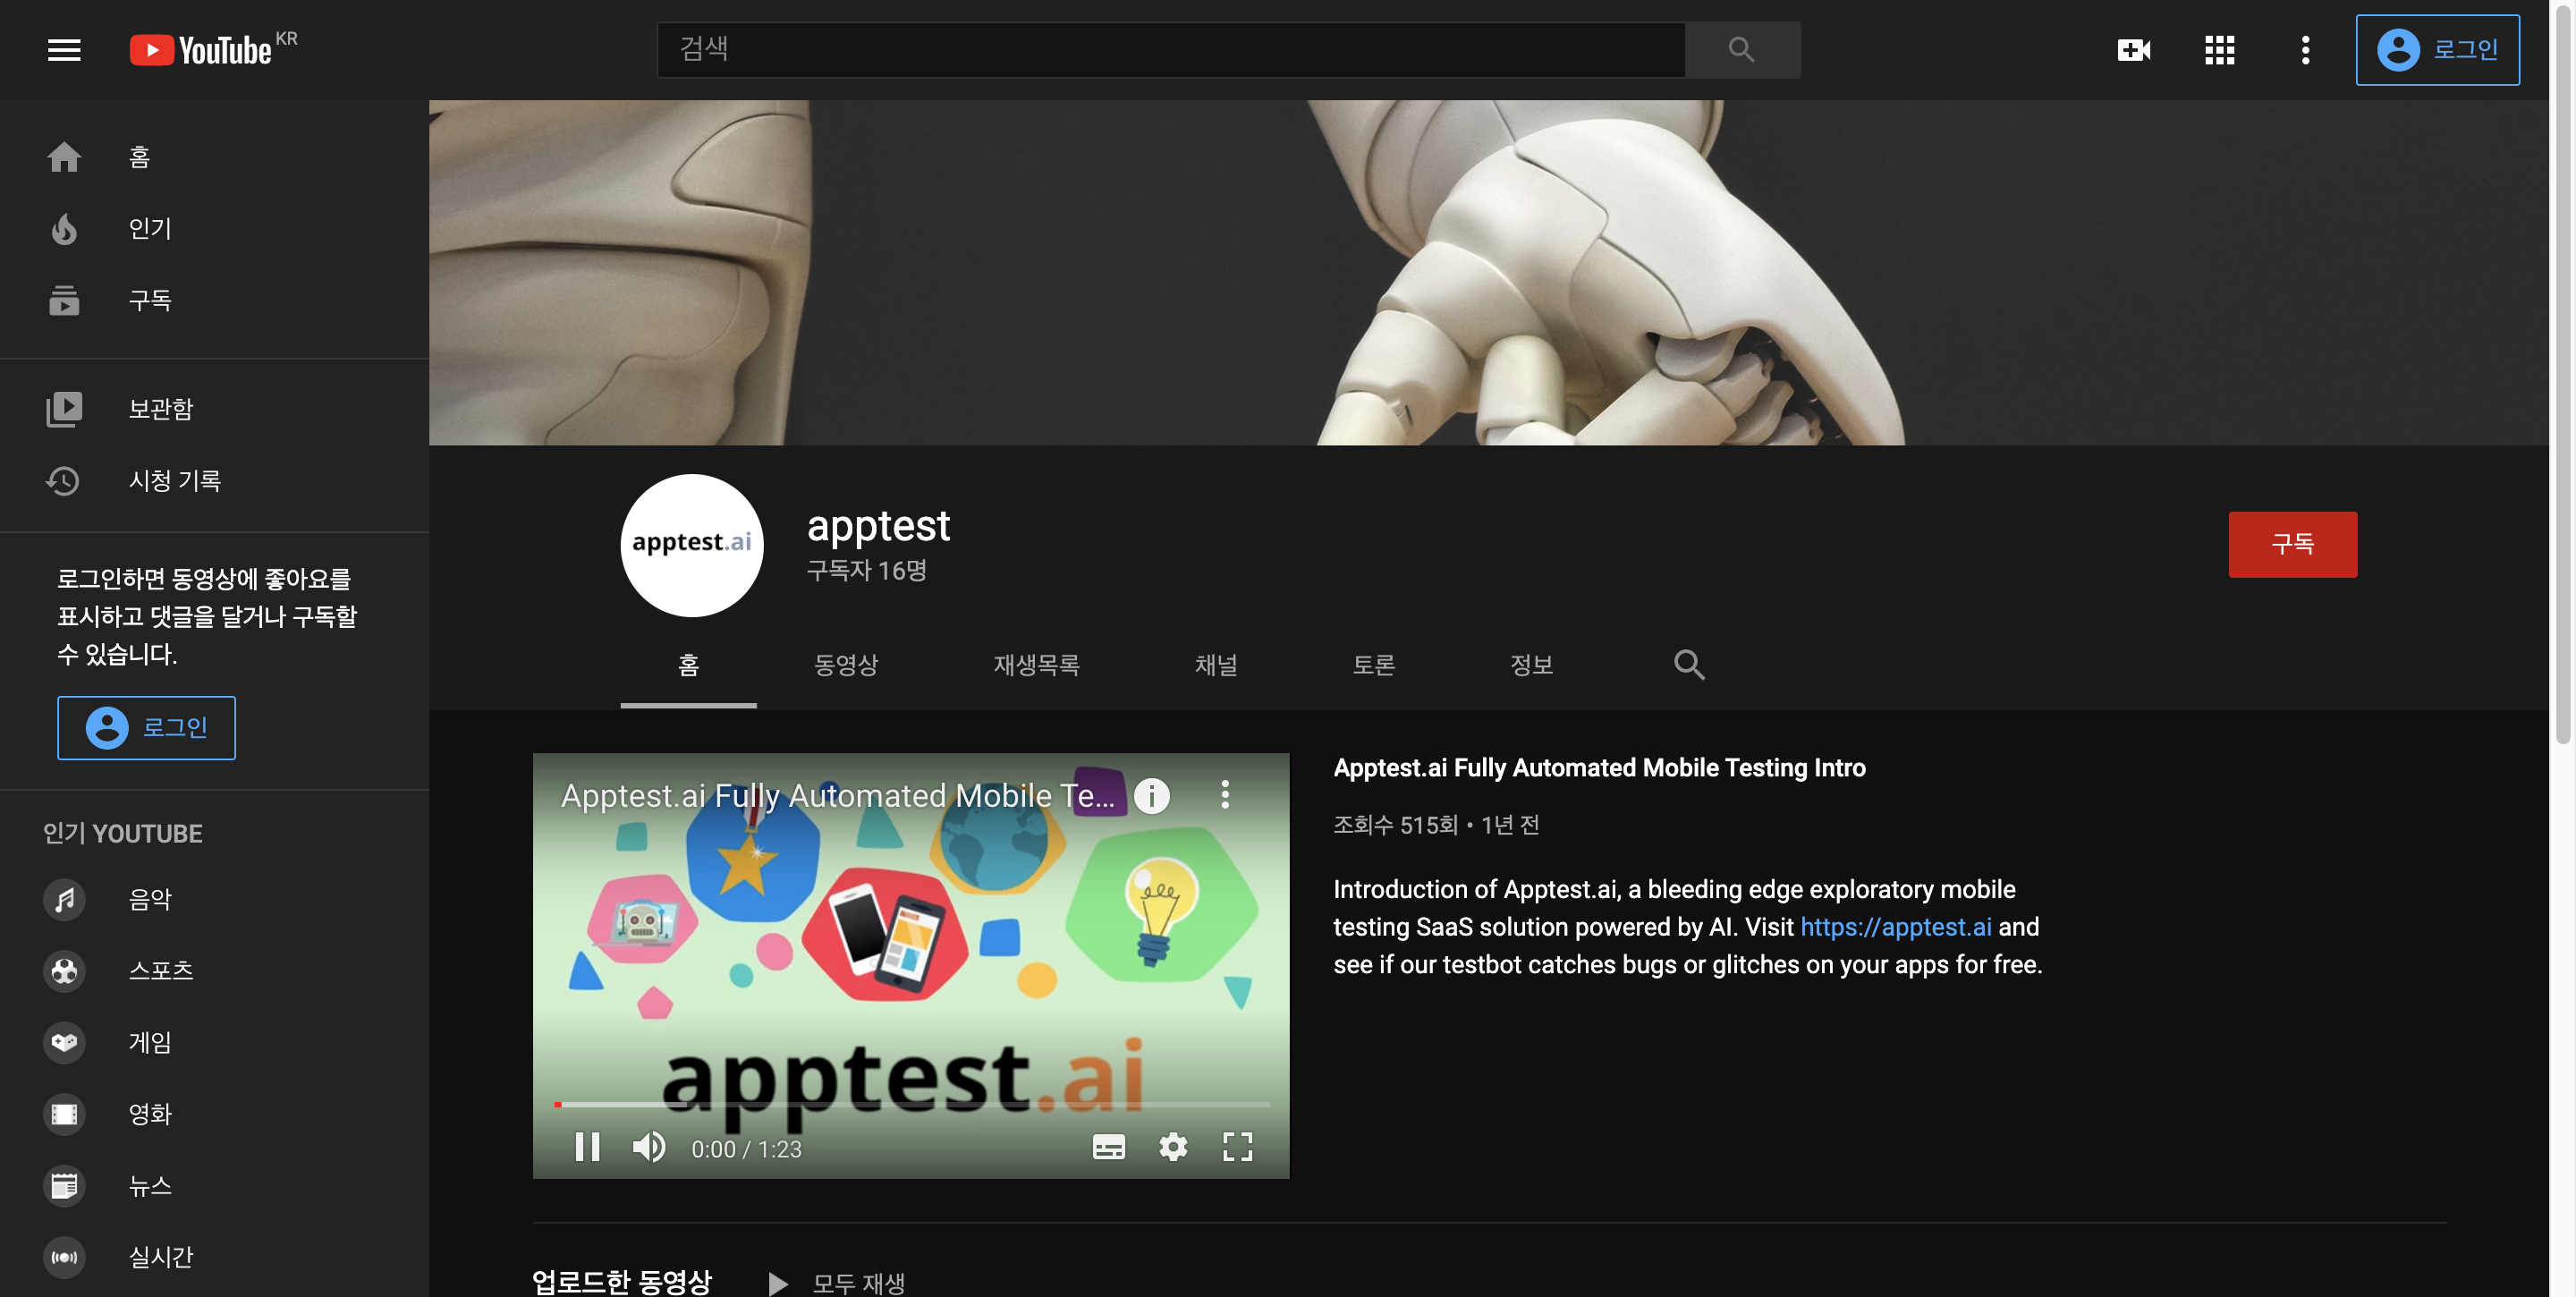 YouTube KR
검색
로그인
홈
인기
구독
보관함
시청 기록
로그인하면 동영상에 좋아요를
표시하고 댓글을 달거나 구독할
수 있습니다.
로그인
인기 YOUTUBE
음악
스포츠
게임
영화
뉴스
실시간
apptest.ai
apptest
구독자 16명
구독
홈
동영상
재생목록
채널
토론
정보
Apptest.ai Fully Automated Mobile Te...
apptest.ai
0:00 / 1:23
Apptest.ai Fully Automated Mobile Testing Intro
조회수 515회 • 1년 전
Introduction of Apptest.ai, a bleeding edge exploratory mobile
testing SaaS solution powered by AI. Visit https://apptest.ai and
see if our testbot catches bugs or glitches on your apps for free.
업로드한 동영상
모두 재생